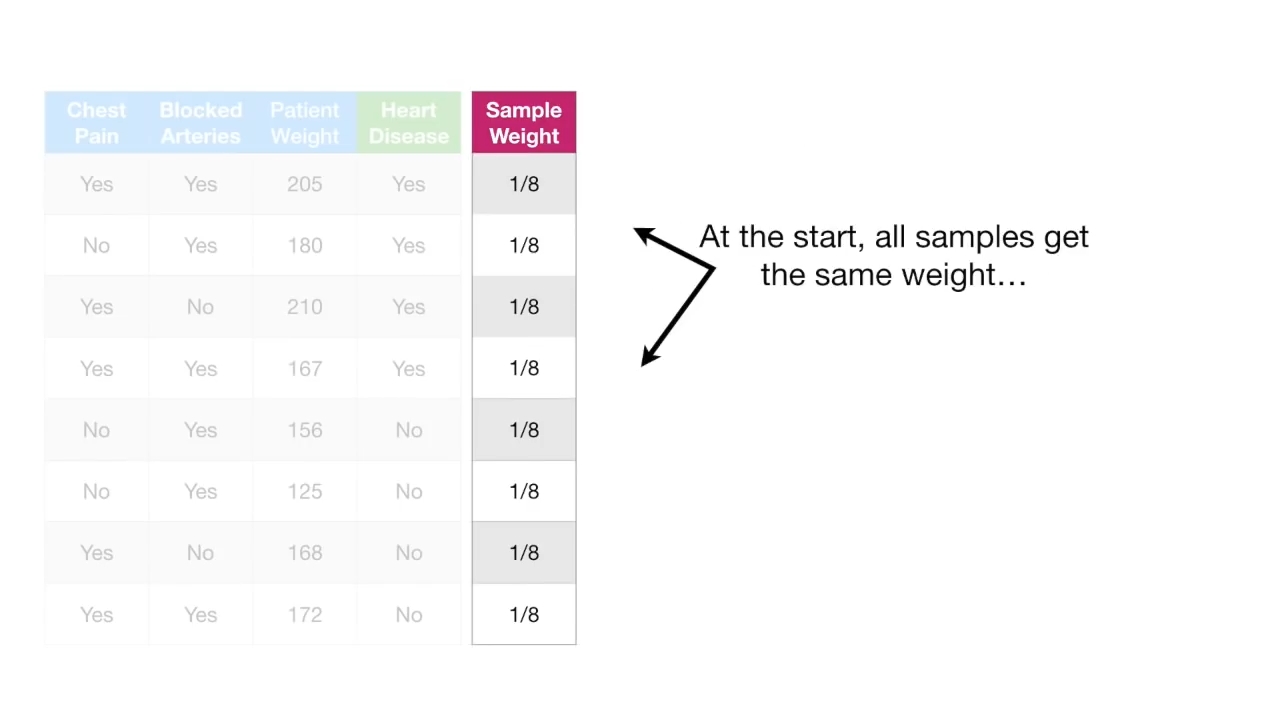 Chest Pain Blocked Arteries Patient Weight Heart Disease Sample Weight
Yes Yes 205 Yes 1/8
No Yes 180 Yes 1/8
Yes No 210 Yes 1/8
Yes Yes 167 Yes 1/8
No Yes 156 No 1/8
No Yes 125 No 1/8
Yes No 168 No 1/8
Yes Yes 172 No 1/8
At the start, all samples get
the same weight…